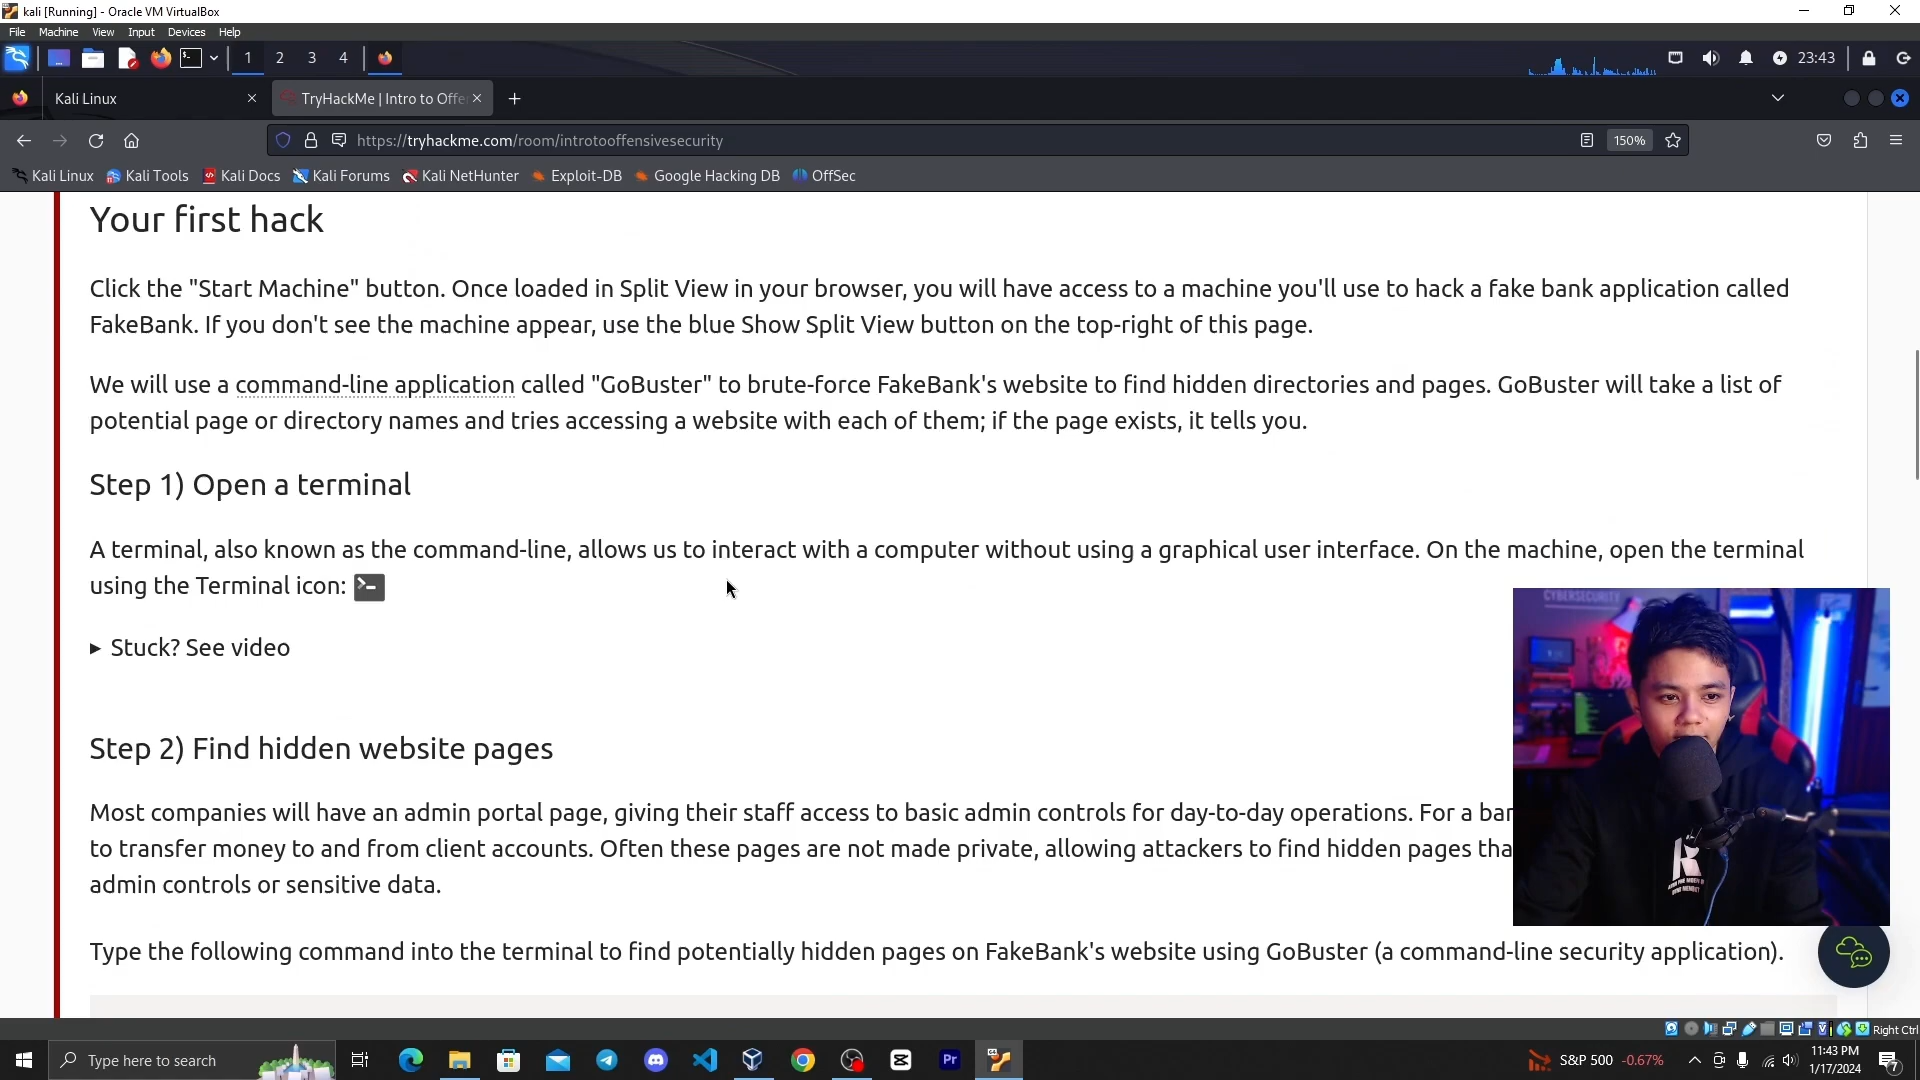 kali [Running] - Oracle VM VirtualBox
File Machine View Input Devices Help
1 2 3 4 23:43
Kali Linux
TryHackMe | Intro to Offe
https://tryhackme.com/room/introtooffensivesecurity
150%
Kali Linux Kali Tools Kali Docs Kali Forums Kali NetHunter Exploit-DB Google Hacking DB OffSec
Your first hack
Click the "Start Machine" button. Once loaded in Split View in your browser, you will have access to a machine you'll use to hack a fake bank application called
FakeBank. If you don't see the machine appear, use the blue Show Split View button on the top-right of this page.
We will use a command-line application called "GoBuster" to brute-force FakeBank's website to find hidden directories and pages. GoBuster will take a list of
potential page or directory names and tries accessing a website with each of them; if the page exists, it tells you.
Step 1) Open a terminal
A terminal, also known as the command-line, allows us to interact with a computer without using a graphical user interface. On the machine, open the terminal
using the Terminal icon:
Stuck? See video
Step 2) Find hidden website pages
Most companies will have an admin portal page, giving their staff access to basic admin controls for day-to-day operations. For a ban
to transfer money to and from client accounts. Often these pages are not made private, allowing attackers to find hidden pages tha
admin controls or sensitive data.
Type the following command into the terminal to find potentially hidden pages on FakeBank's website using GoBuster (a command-line security application).
CYBERSECURITY
Right Ctrl
Type here to search
Pr
S&P 500 -0.67%
11:43 PM
1/17/2024
7